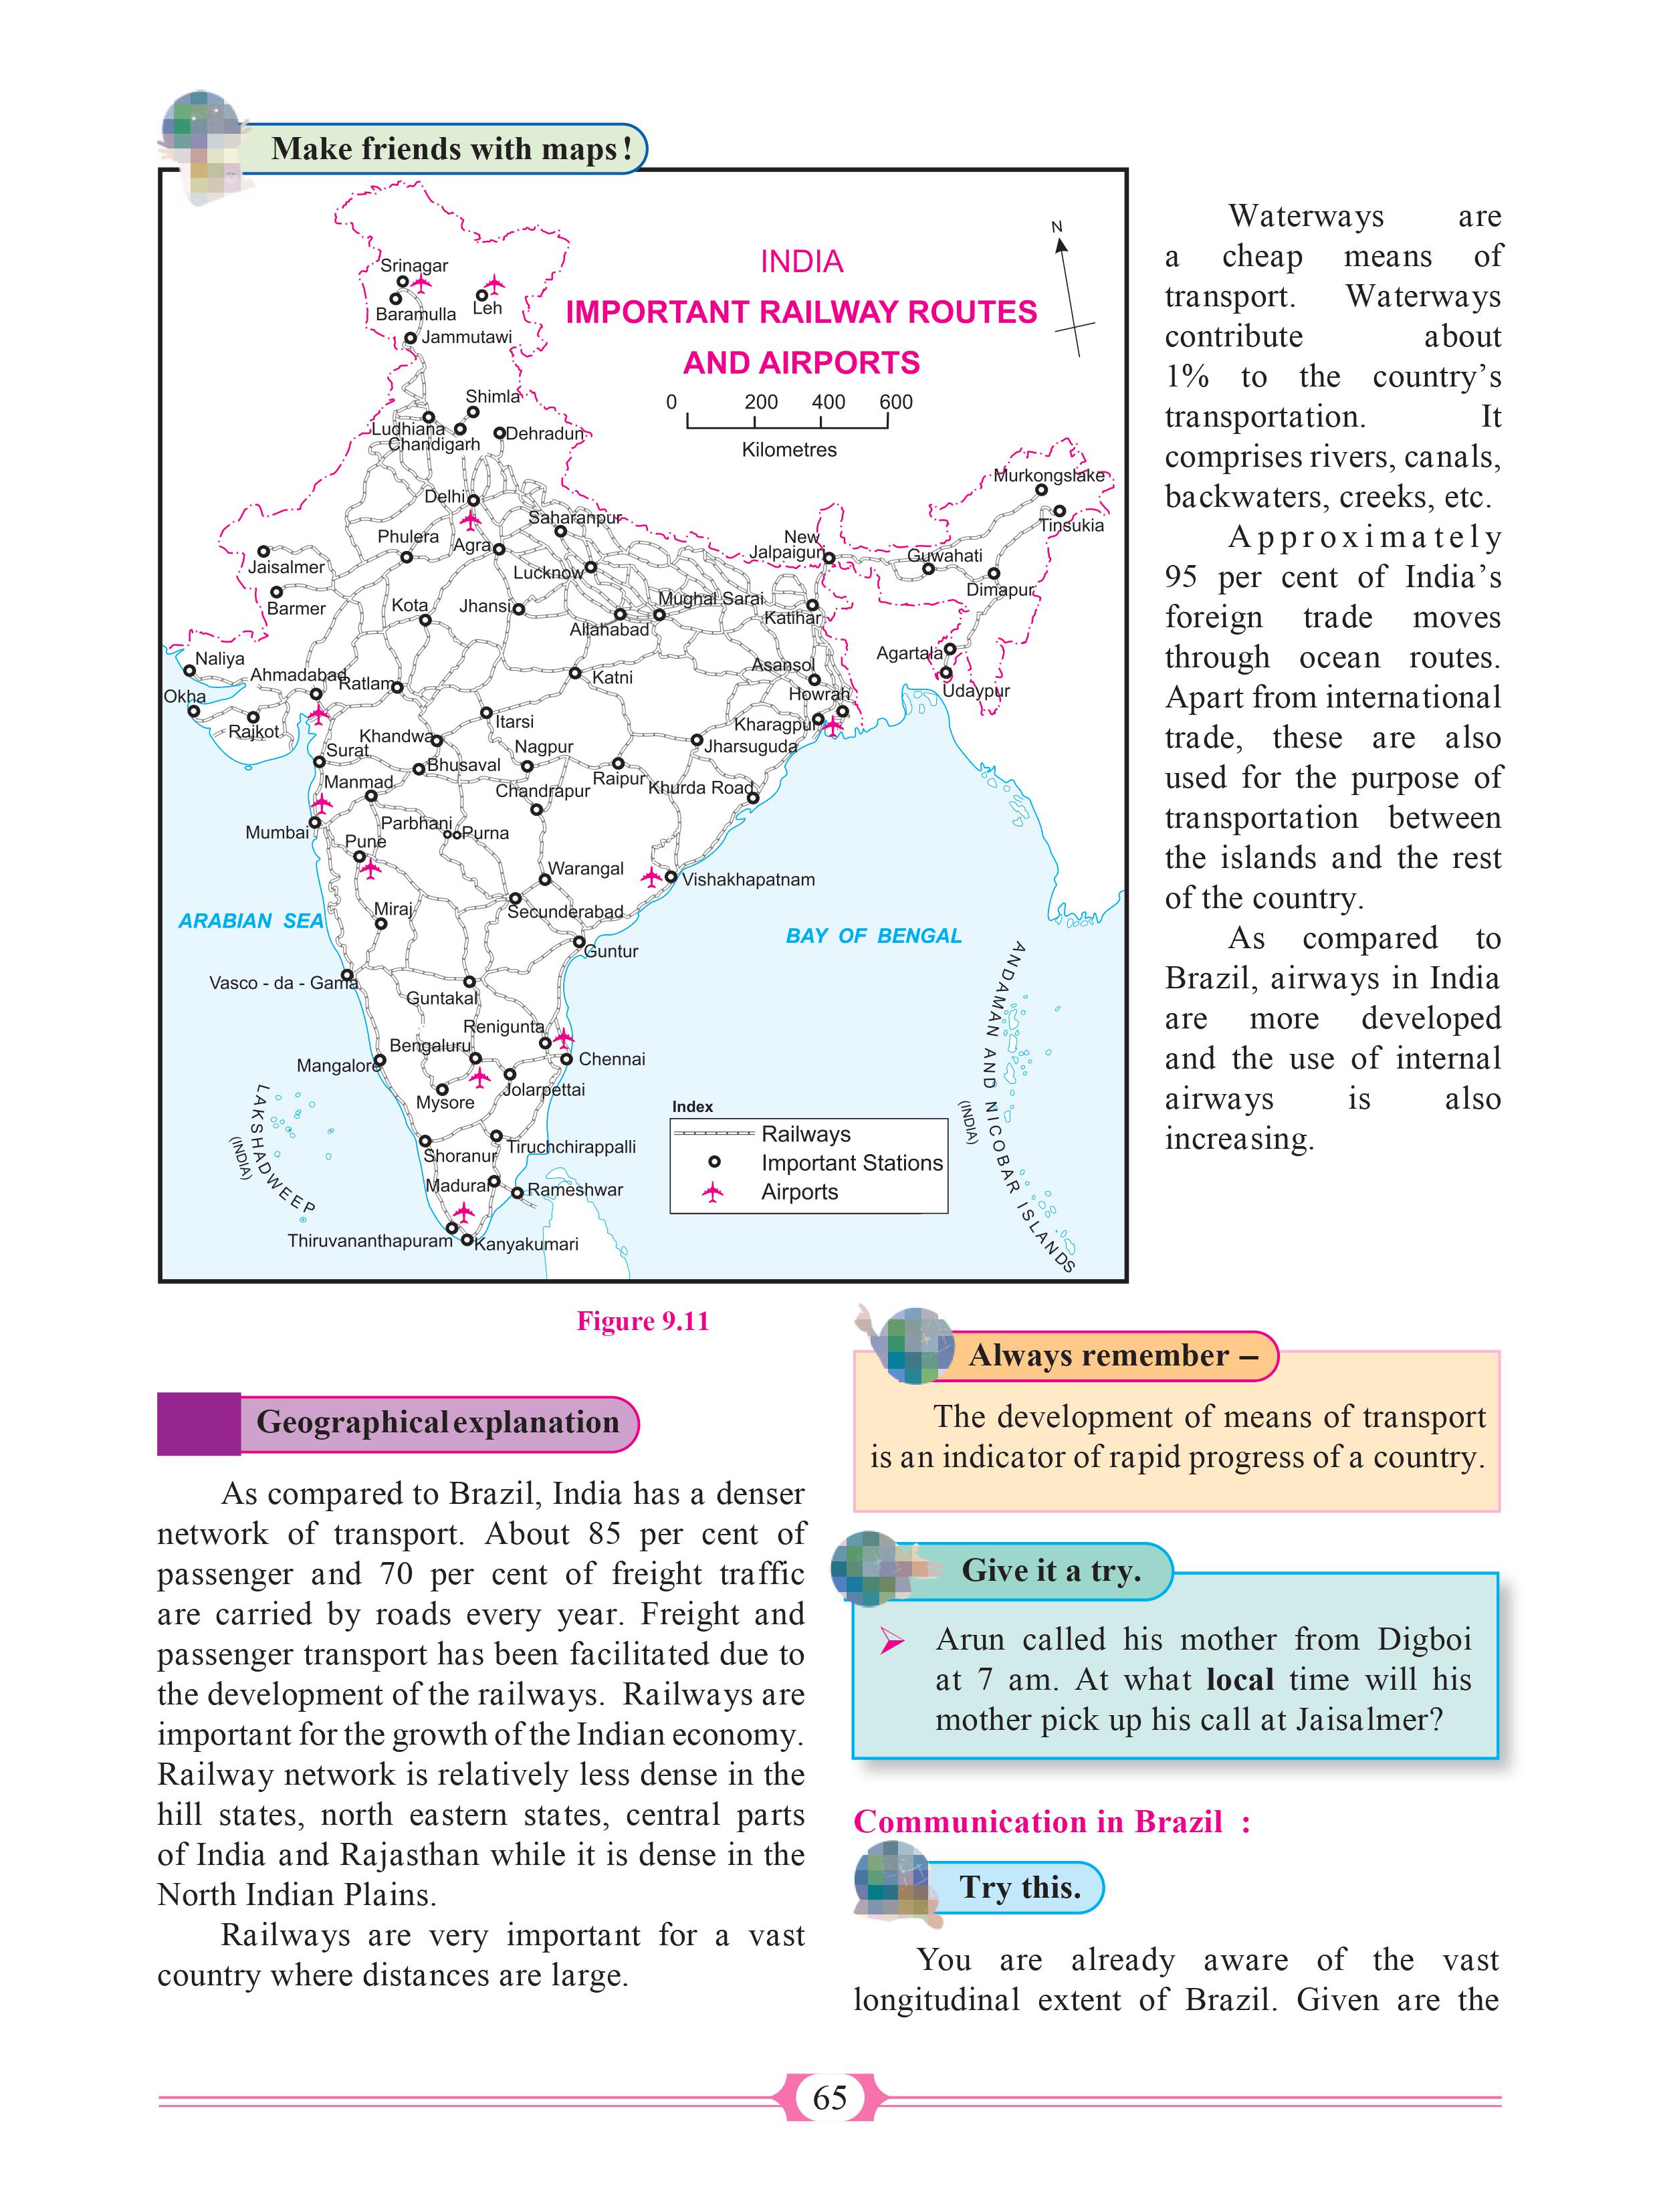 Make friends with maps !
INDIA
IMPORTANT RAILWAY ROUTES
AND AIRPORTS
N
0 200 400 600
Kilometres
Srinagar
Baramulla
Leh
Jammutawi
Shimla
Ludhiana
Chandigarh
Dehradun
Delhi
Saharanpur
Phulera
Agra
Jaisalmer
Lucknow
Barmer
Kota
Jhansi
Mughal Sarai
Allahabad
Katihar
New
Jalpaiguri
Guwahati
Murkongslake
Tinsukia
Dimapur
Agartala
Udaypur
Naliya
Ahmadabad
Ratlam
Okha
Rajkot
Katni
Asansol
Howrah
Kharagpur
Itarsi
Khandwa
Surat
Nagpur
Jharsuguda
Bhusaval
Manmad
Chandrapur
Raipur
Khurda Road
Mumbai
Parbhani
Purna
Pune
Warangal
Vishakhapatnam
Miraj
Secunderabad
ARABIAN SEA
BAY OF BENGAL
Guntur
Vasco - da - Gama
Guntakal
Renigunta
Bengaluru
Chennai
Mangalore
Jolarpettai
Mysore
Tiruchchirappalli
Shoranur
Madurai
Rameshwar
Thiruvananthapuram
Kanyakumari
LAKSHADWEEP
(INDIA)
ANDAMAN AND NICOBAR ISLANDS
(INDIA)
Index
Railways
Important Stations
Airports
Waterways are
a cheap means of
transport. Waterways
contribute about
1% to the country’s
transportation. It
comprises rivers, canals,
backwaters, creeks, etc.
Approximately
95 per cent of India’s
foreign trade moves
through ocean routes.
Apart from international
trade, these are also
used for the purpose of
transportation between
the islands and the rest
of the country.
As compared to
Brazil, airways in India
are more developed
and the use of internal
airways is also
increasing.
Figure 9.11
Geographical explanation
As compared to Brazil, India has a denser
network of transport. About 85 per cent of
passenger and 70 per cent of freight traffic
are carried by roads every year. Freight and
passenger transport has been facilitated due to
the development of the railways. Railways are
important for the growth of the Indian economy.
Railway network is relatively less dense in the
hill states, north eastern states, central parts
of India and Rajasthan while it is dense in the
North Indian Plains.
Railways are very important for a vast
country where distances are large.
Always remember –
The development of means of transport
is an indicator of rapid progress of a country.
Give it a try.
➢ Arun called his mother from Digboi
at 7 am. At what local time will his
mother pick up his call at Jaisalmer?
Communication in Brazil :
Try this.
You are already aware of the vast
longitudinal extent of Brazil. Given are the
65